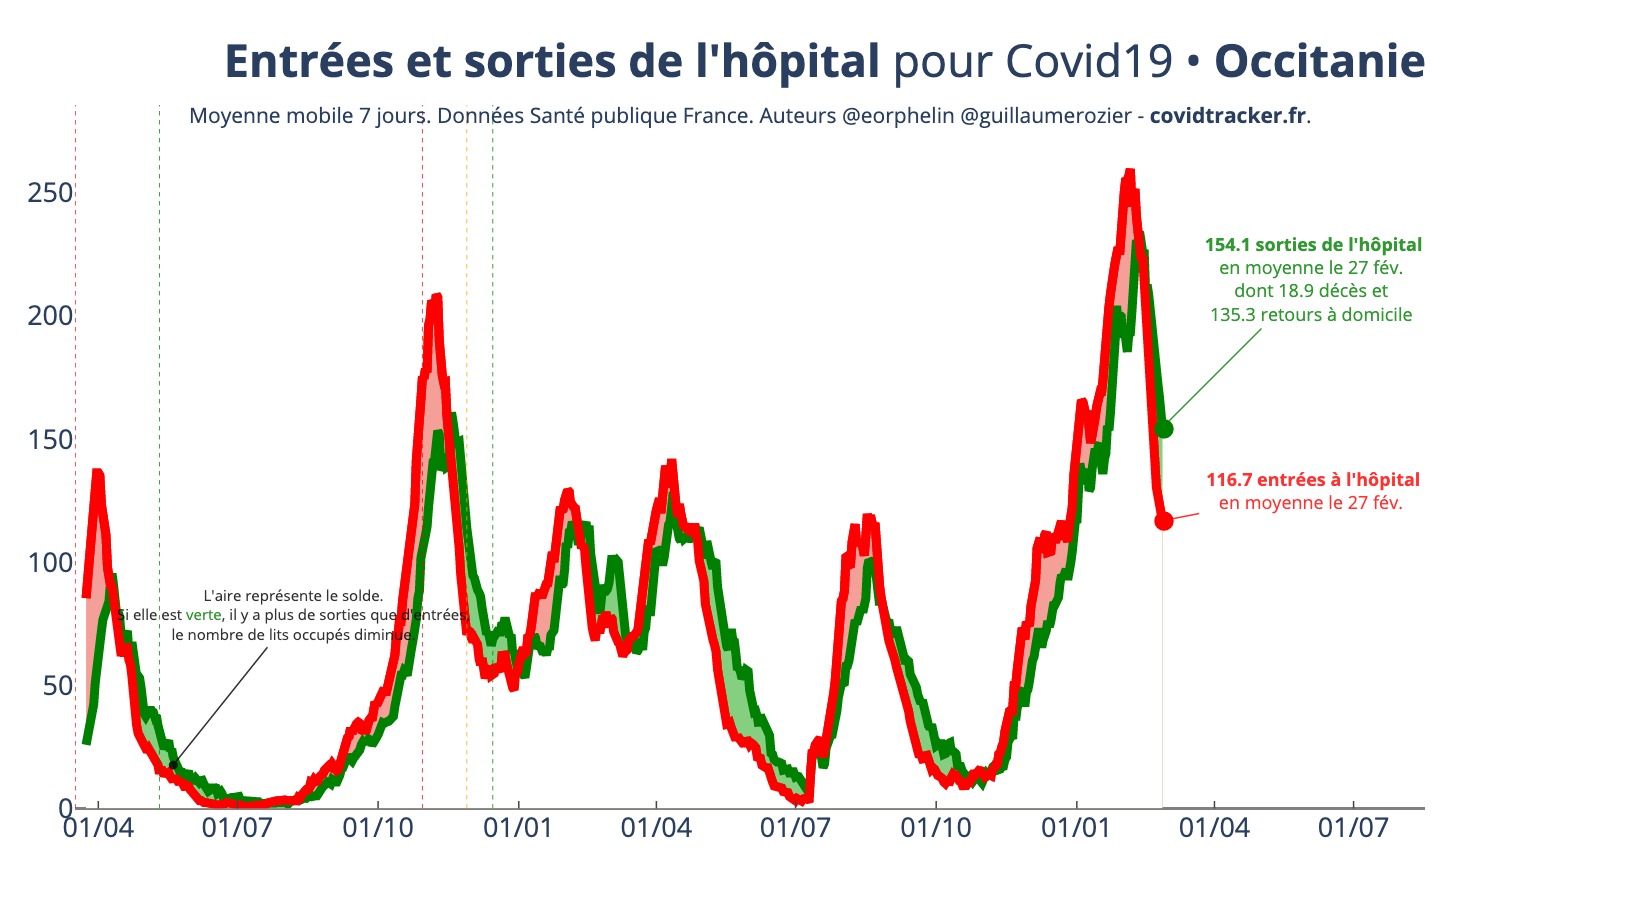 Entrées et sorties de l'hôpital pour Covid19 • Occitanie
Moyenne mobile 7 jours. Données Santé publique France. Auteurs @eorphelin @guillaumerozier - covidtracker.fr.
250
200
150
100
50
0
154.1 sorties de l'hôpital
en moyenne le 27 fév.
dont 18.9 décès et
135.3 retours à domicile
116.7 entrées à l'hôpital
en moyenne le 27 fév.
L'aire représente le solde.
Si elle est verte, il y a plus de sorties que d'entrées,
le nombre de lits occupés diminue.
01/04 01/07 01/10 01/01 01/04 01/07 01/10 01/01 01/04 01/07